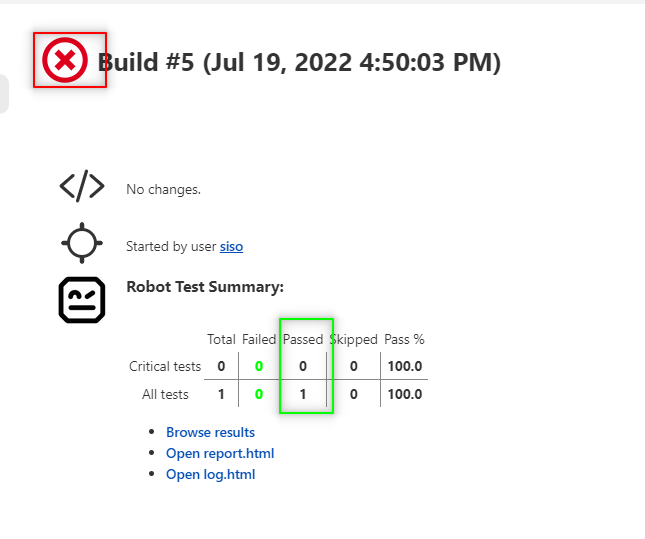 Build #5 (Jul 19, 2022 4:50:03 PM)
No changes.
Started by user siso
Robot Test Summary:
Total Failed Passed Skipped Pass %
Critical tests 0 0 0 0 100.0
All tests 1 0 1 0 100.0
Browse results
Open report.html
Open log.html